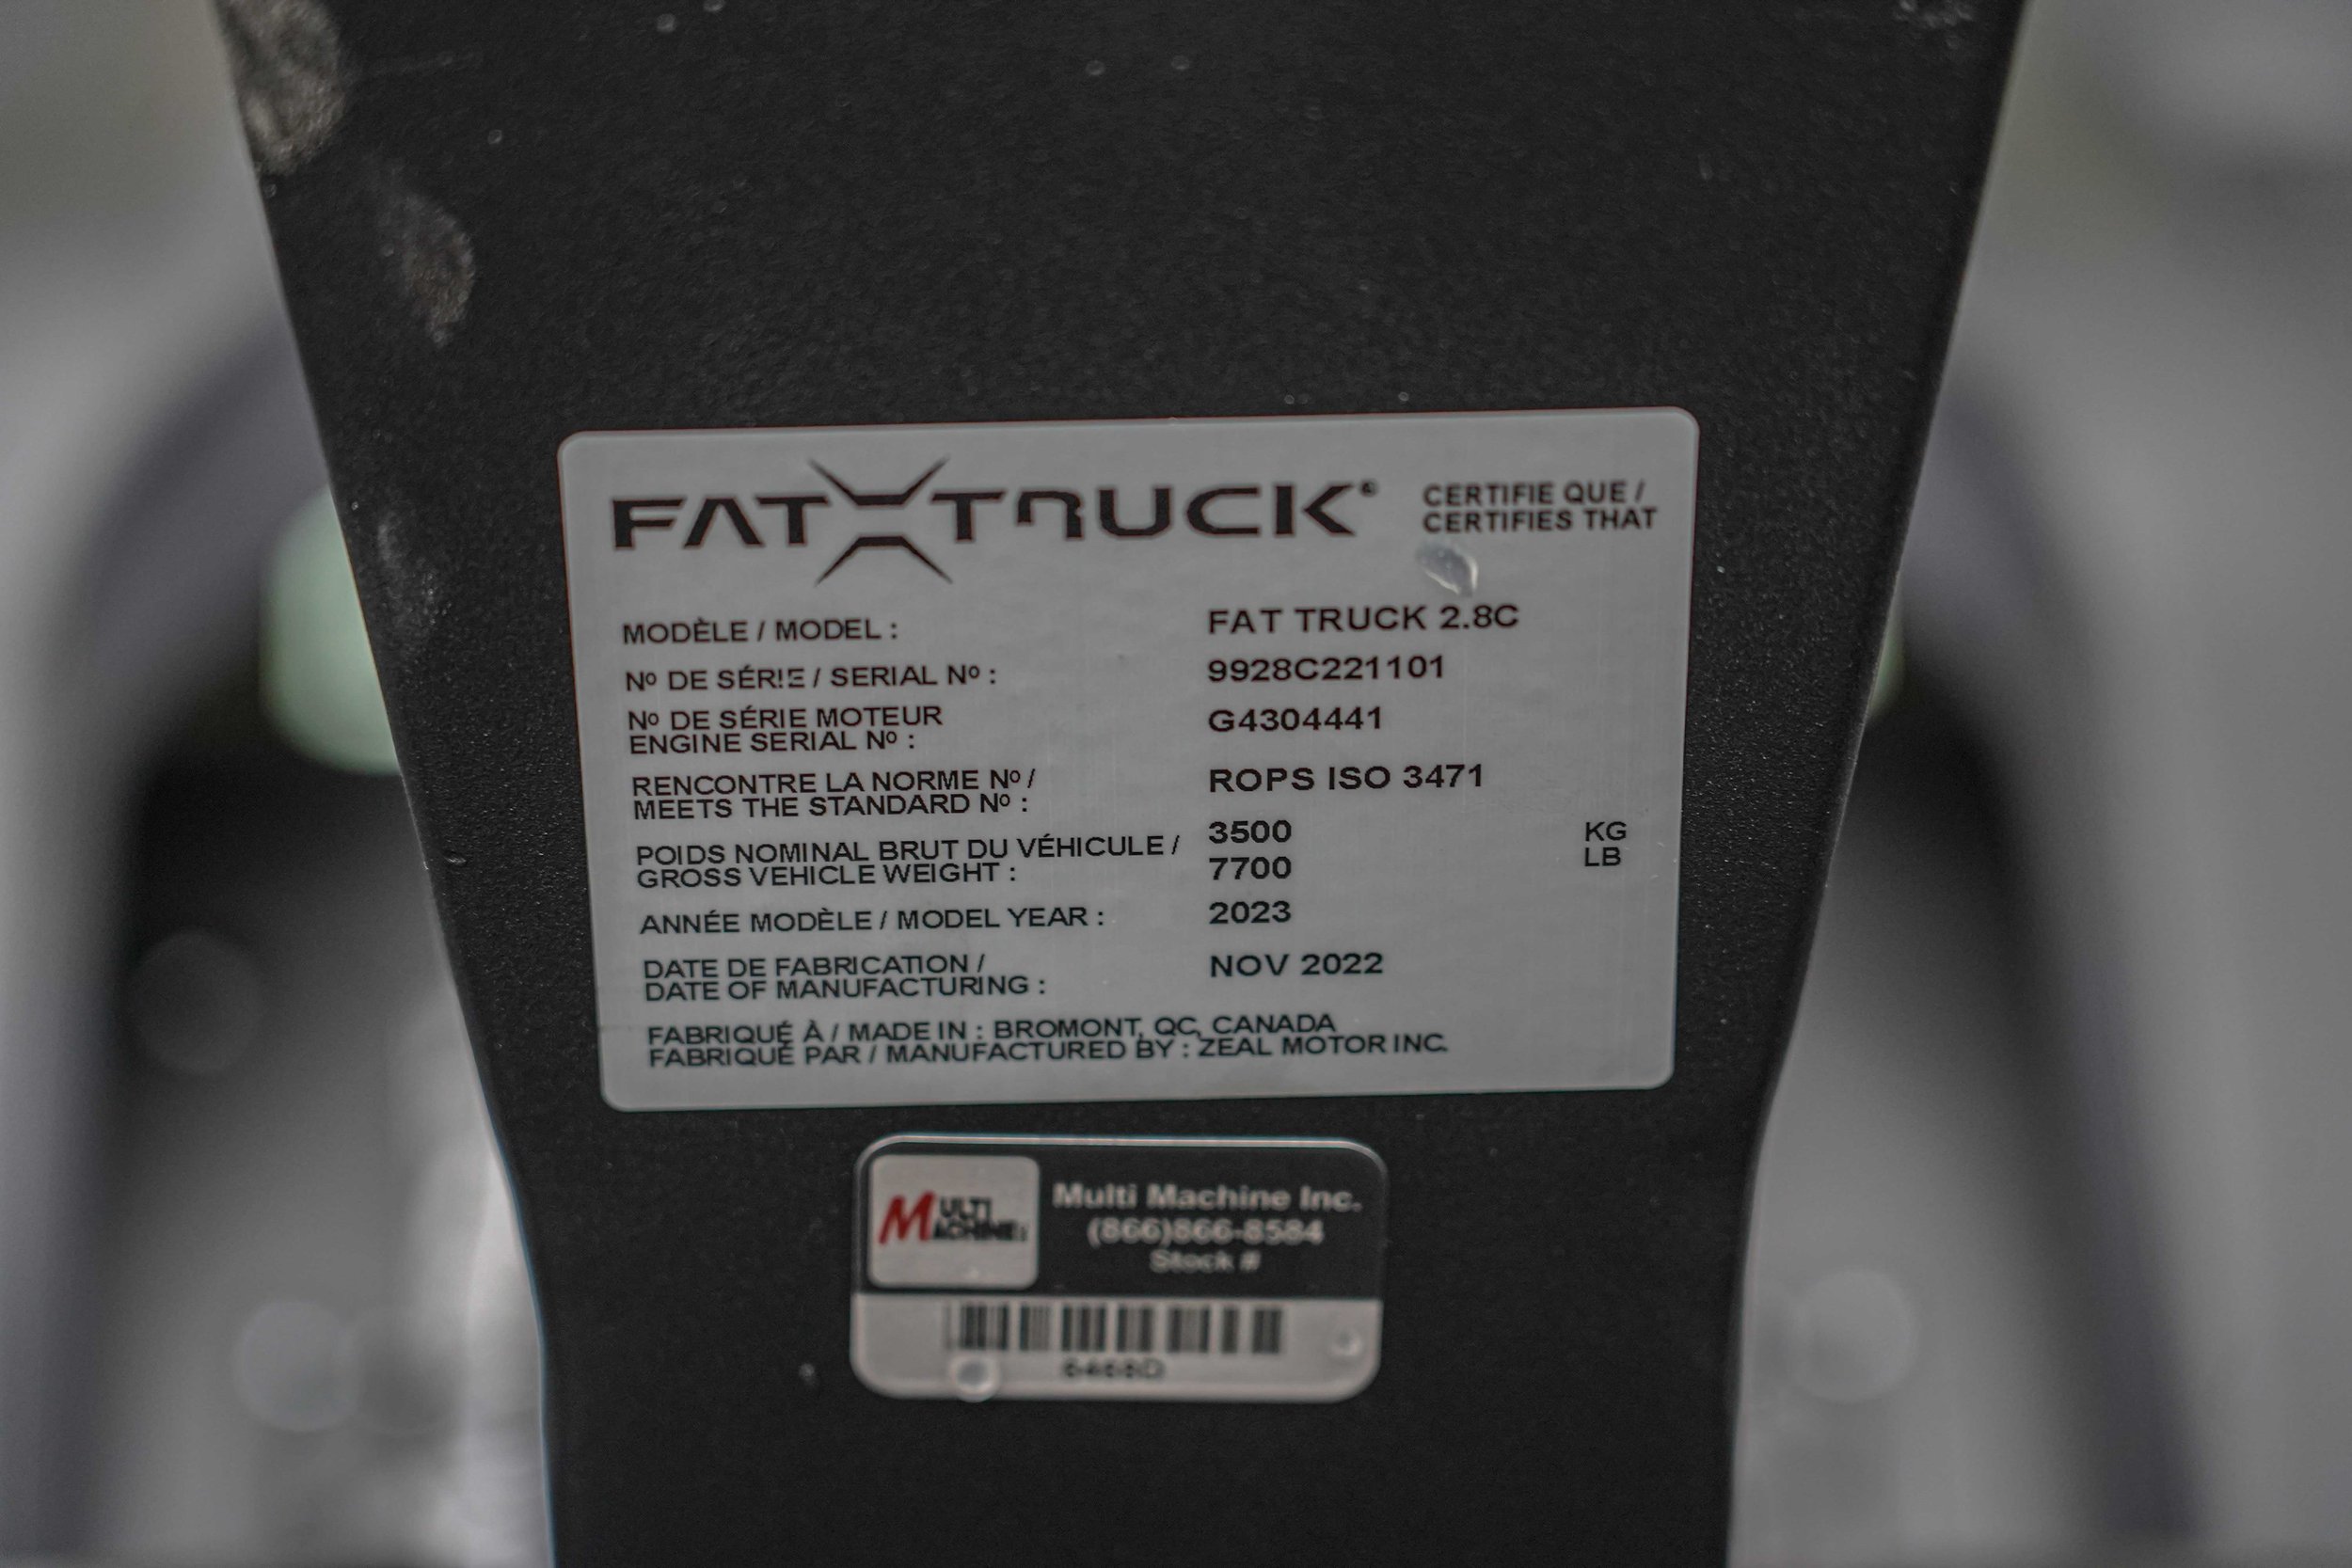 FAT TRUCK®
CERTIFIE QUE /
CERTIFIES THAT
MODÈLE / MODEL : FAT TRUCK 2.8C
Nº DE SÉRIE / SERIAL Nº : 9928C221101
Nº DE SÉRIE MOTEUR
ENGINE SERIAL Nº : G4304441
RENCONTRE LA NORME Nº /
MEETS THE STANDARD Nº : ROPS ISO 3471
POIDS NOMINAL BRUT DU VÉHICULE / 3500 KG
GROSS VEHICLE WEIGHT : 7700 LB
ANNÉE MODÈLE / MODEL YEAR : 2023
DATE DE FABRICATION /
DATE OF MANUFACTURING : NOV 2022
FABRIQUÉ À / MADE IN : BROMONT, QC, CANADA
FABRIQUÉ PAR / MANUFACTURED BY : ZEAL MOTOR INC.
MULTI
MACHINE
Multi Machine Inc.
(866)866-8584
Stock #